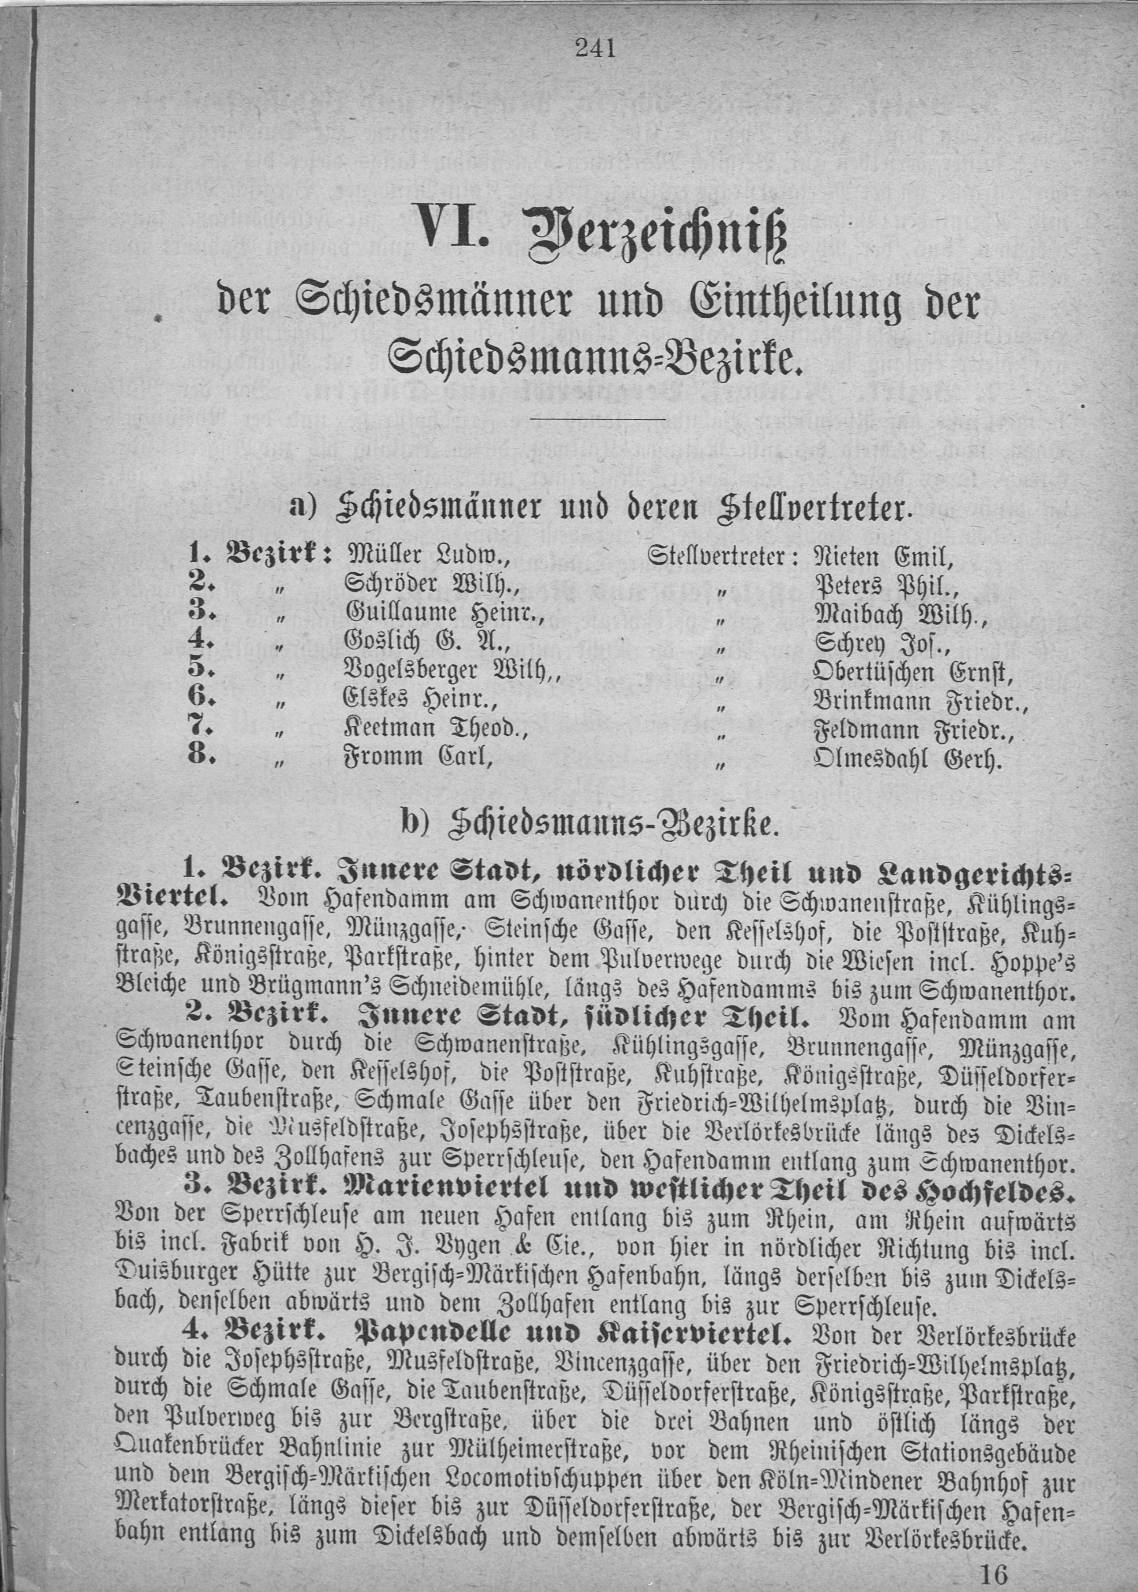 241
VI. Verzeichniß
der Schiedsmänner und Eintheilung der
Schiedsmanns-Bezirke.
a) Schiedsmänner und deren Stellvertreter.
1. Bezirk: Müller Ludw., Stellvertreter: Nieten Emil,
2. „ Schröder Wilh., „ Peters Phil.,
3. „ Guillaume Heinr., „ Maibach Wilh.,
4. „ Goslich G. A., „ Schrey Jos.,
5. „ Vogelsberger Wilh,, „ Obertüschen Ernst,
6. „ Elskes Heinr., „ Brinkmann Friedr.,
7. „ Keetman Theod., „ Feldmann Friedr.,
8. „ Fromm Carl, „ Olmesdahl Gerh.
b) Schiedsmanns-Bezirke.
1. Bezirk. Innere Stadt, nördlicher Theil und Landgerichts-
Viertel. Vom Hafendamm am Schwanenthor durch die Schwanenstraße, Kühlings-
gasse, Brunnengasse, Münzgasse, Steinsche Gasse, den Kesselshof, die Poststraße, Kuh-
straße, Königsstraße, Parkstraße, hinter dem Pulverwege durch die Wiesen incl. Hoppe's
Bleiche und Brügmann's Schneidemühle, längs des Hafendamms bis zum Schwanenthor.
2. Bezirk. Innere Stadt, südlicher Theil. Vom Hafendamm am
Schwanenthor durch die Schwanenstraße, Kühlingsgasse, Brunnengasse, Münzgasse,
Steinsche Gasse, den Kesselshof, die Poststraße, Kuhstraße, Königsstraße, Düsseldorfer-
straße, Taubenstraße, Schmale Gasse über den Friedrich-Wilhelmsplatz, durch die Vin-
cenzgasse, die Musfeldstraße, Josephsstraße, über die Verlörkesbrücke längs des Dickels-
baches und des Zollhafens zur Sperrschleuse, den Hafendamm entlang zum Schwanenthor.
3. Bezirk. Marienviertel und westlicher Theil des Hochfeldes.
Von der Sperrschleuse am neuen Hafen entlang bis zum Rhein, am Rhein aufwärts
bis incl. Fabrik von H. J. Vygen & Cie., von hier in nördlicher Richtung bis incl.
Duisburger Hütte zur Bergisch-Märkischen Hafenbahn, längs derselben bis zum Dickels-
bach, denselben abwärts und dem Zollhafen entlang bis zur Sperrschleuse.
4. Bezirk. Papendelle und Kaiserviertel. Von der Verlörkesbrücke
durch die Josephsstraße, Musfeldstraße, Vincenzgasse, über den Friedrich-Wilhelmsplatz,
durch die Schmale Gasse, die Taubenstraße, Düsseldorferstraße, Königsstraße, Parkstraße,
den Pulverweg bis zur Bergstraße, über die drei Bahnen und östlich längs der
Quakenbrücker Bahnlinie zur Mülheimerstraße, vor dem Rheinischen Stationsgebäude
und dem Bergisch-Märkischen Locomotivschuppen über den Köln-Mindener Bahnhof zur
Merkatorstraße, längs dieser bis zur Düsseldorferstraße, der Bergisch-Märkischen Hafen-
bahn entlang bis zum Dickelsbach und demselben abwärts bis zur Verlörkesbrücke.
16